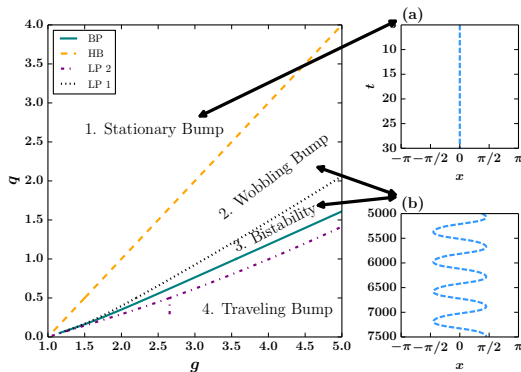 (a)
4.0
3.5
3.0
2.5
2.0
1.5
1.0
0.5
0.0
q
BP
HB
LP 2
LP 1
1. Stationary Bump
2. Wobbling Bump
3. Bistability
4. Traveling Bump
1.0 1.5 2.0 2.5 3.0 3.5 4.0 4.5 5.0
g
5
10
15
20
25
30
t
−π −π/2 0 π/2 π
x
(b)
5000
5500
6000
6500
7000
7500
−π −π/2 0 π/2 π
x